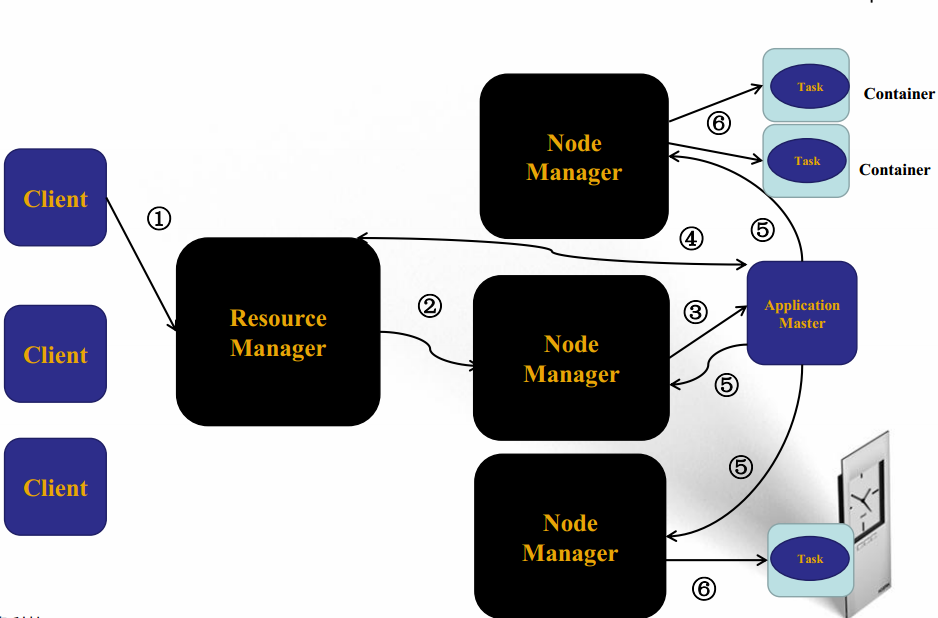 Task
Container
⑥
Node
Manager
Task
Container
Client
①
⑤
④
Resource
Manager
②
③
Application
Master
Node
Manager
Client
⑤
Client
⑤
Node
Manager
Task
⑥